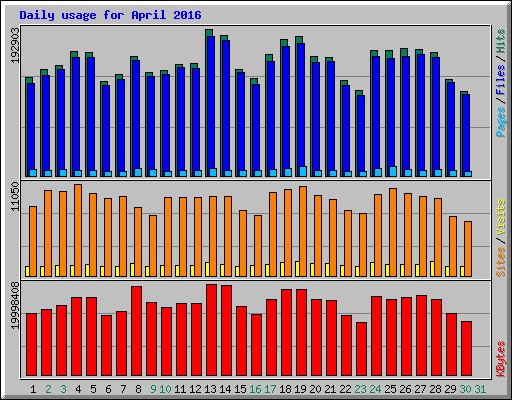 Daily usage for April 2016
192903
Pages / Files / Hits
11050
Sites / Visits
19998408
KBytes
1 2 3 4 5 6 7 8 9 10 11 12 13 14 15 16 17 18 19 20 21 22 23 24 25 26 27 28 29 30 31